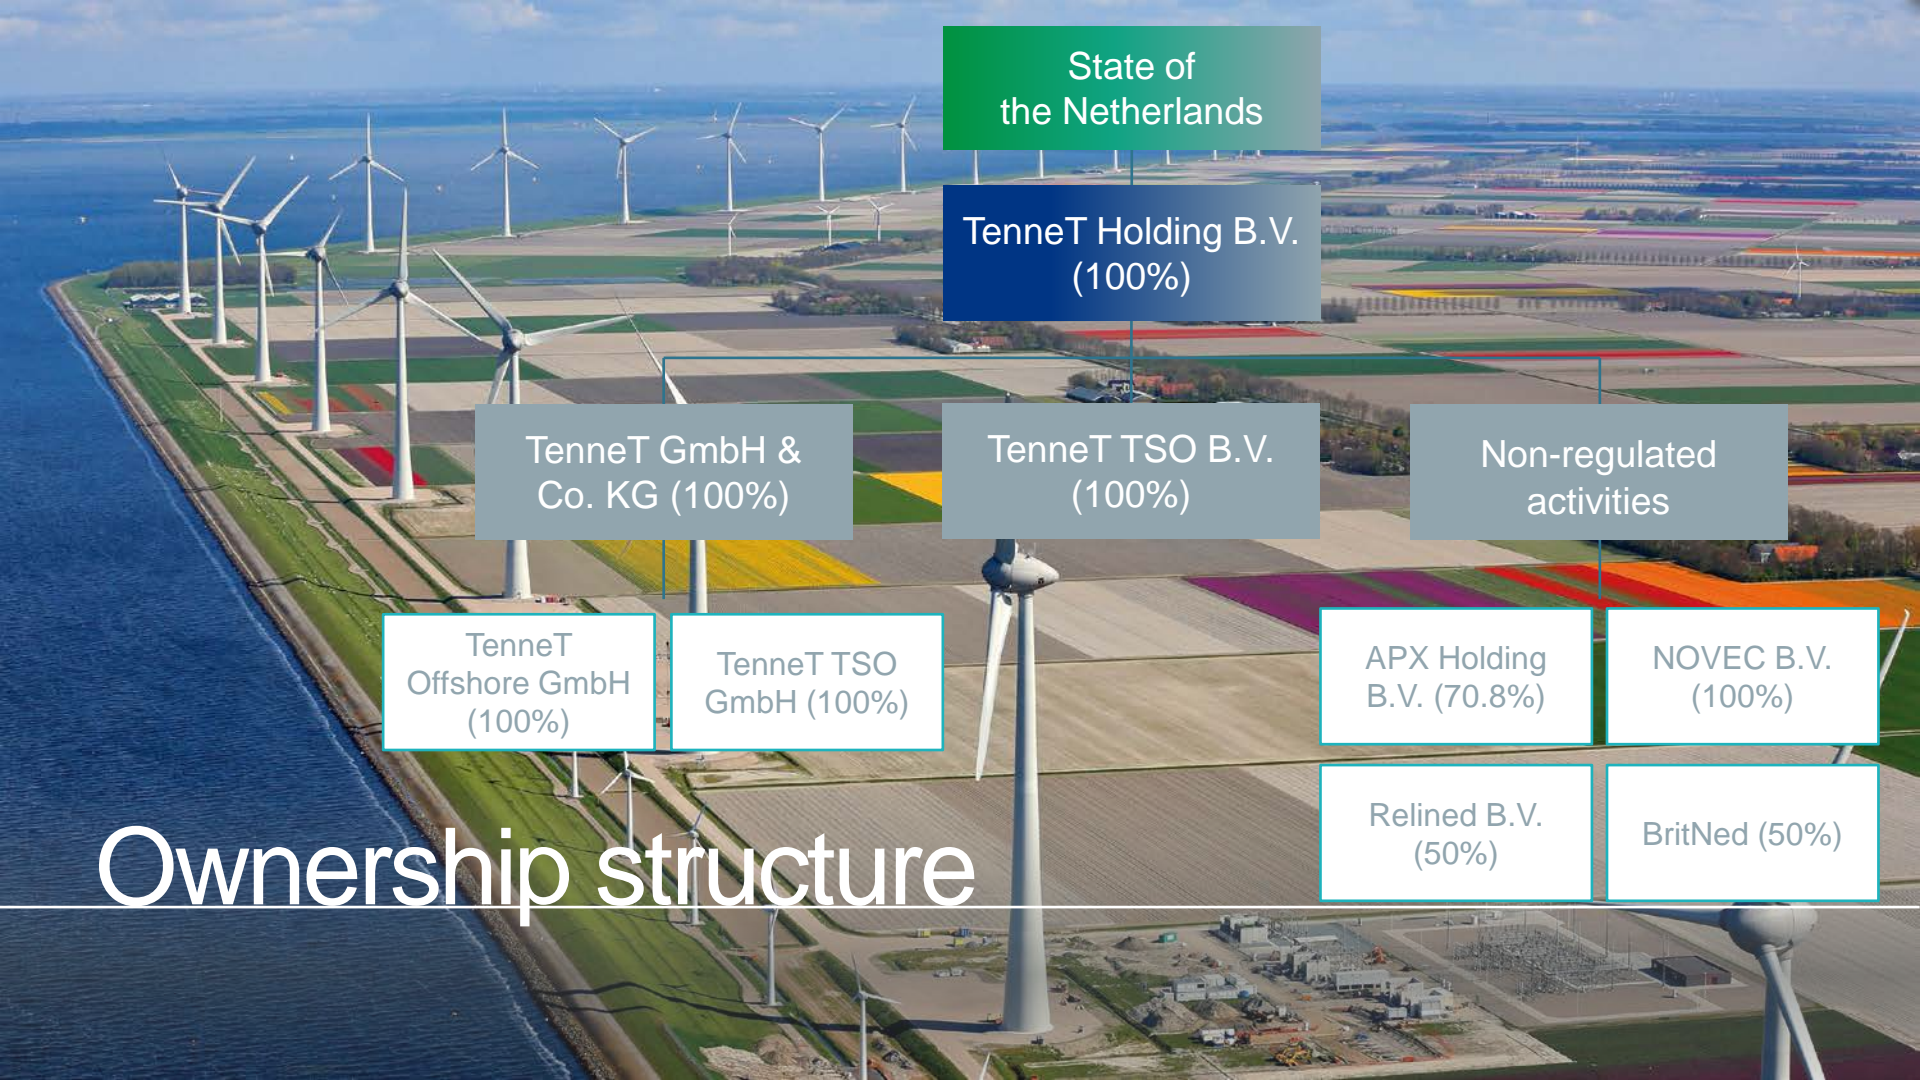 State of
the Netherlands
TenneT Holding B.V.
(100%)
TenneT GmbH &
Co. KG (100%)
TenneT TSO B.V.
(100%)
Non-regulated
activities
TenneT
Offshore GmbH
(100%)
TenneT TSO
GmbH (100%)
APX Holding
B.V. (70.8%)
NOVEC B.V.
(100%)
Relined B.V.
(50%)
BritNed (50%)
Ownership structure